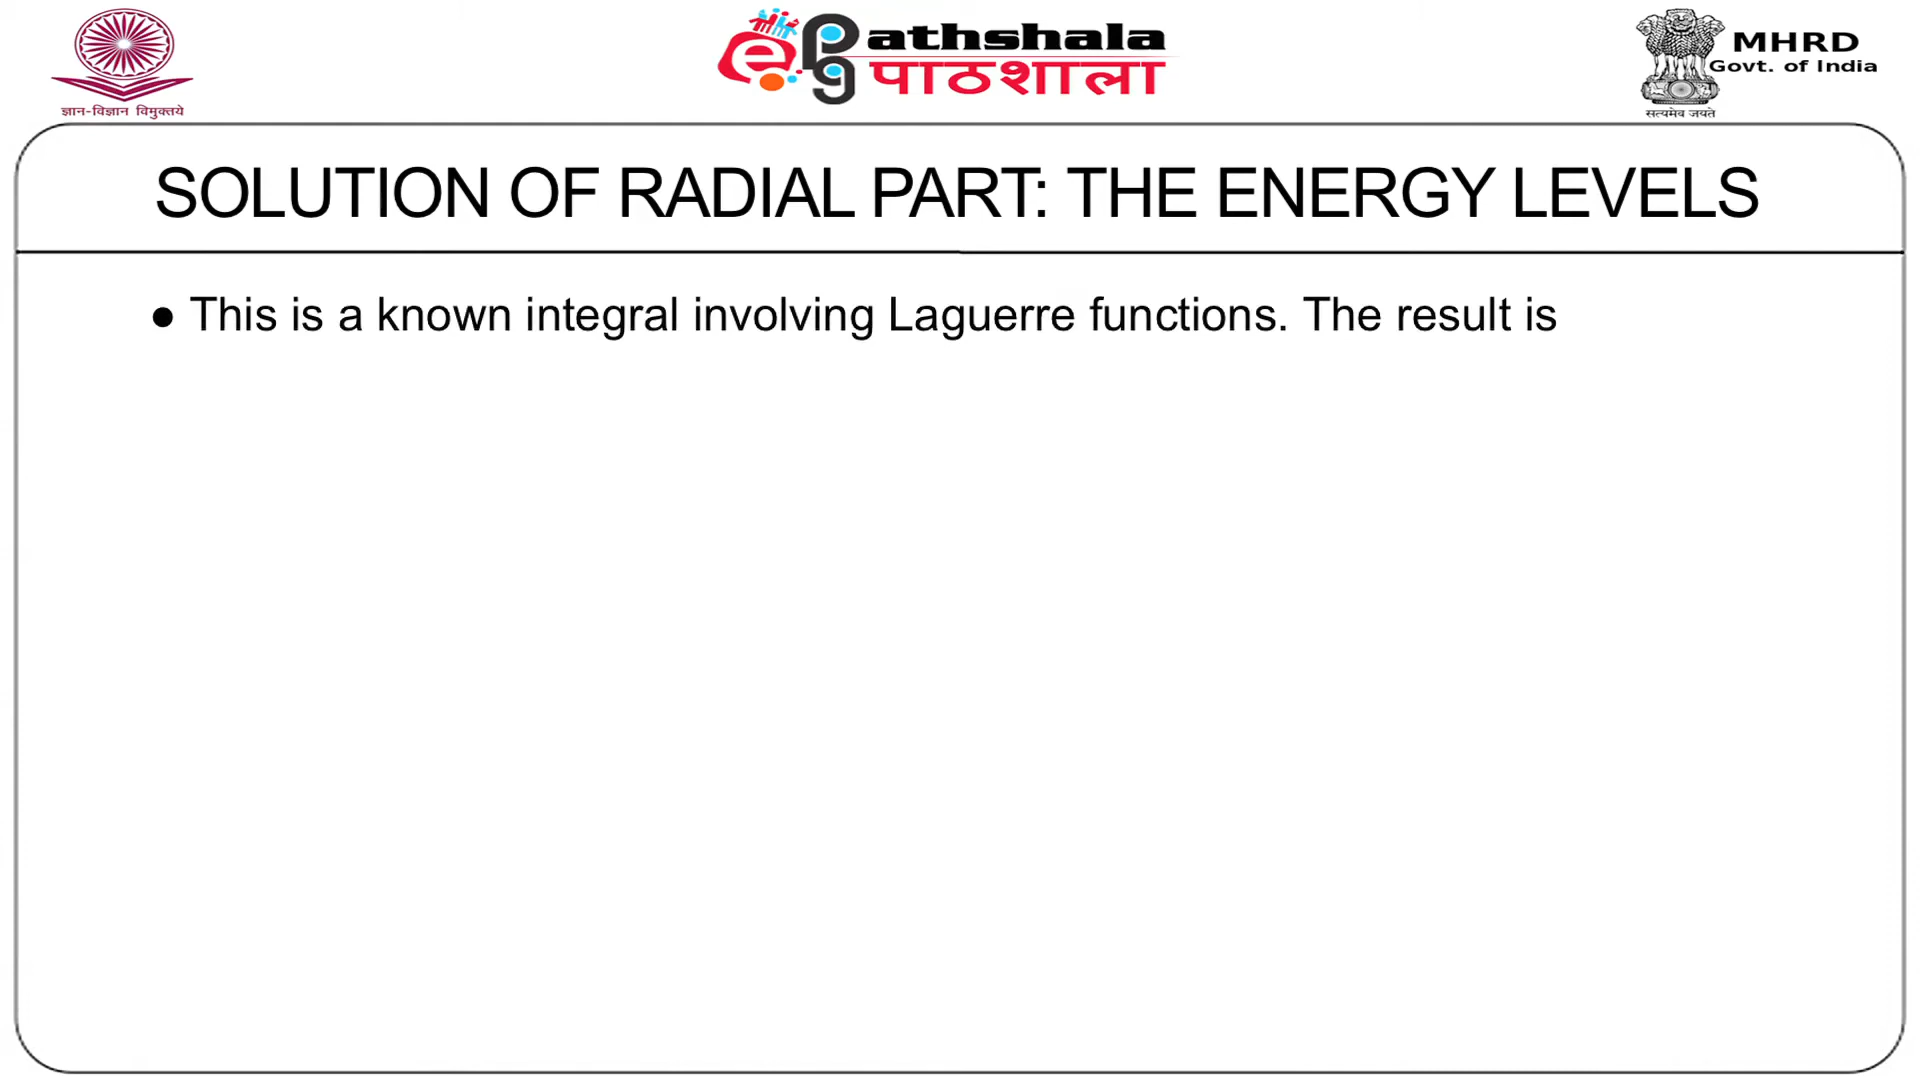 ज्ञान-विज्ञान विमुक्तये
ePG athshala
पाठशाला
MHRD
Govt. of India
सत्यमेव जयते
SOLUTION OF RADIAL PART: THE ENERGY LEVELS
● This is a known integral involving Laguerre functions. The result is